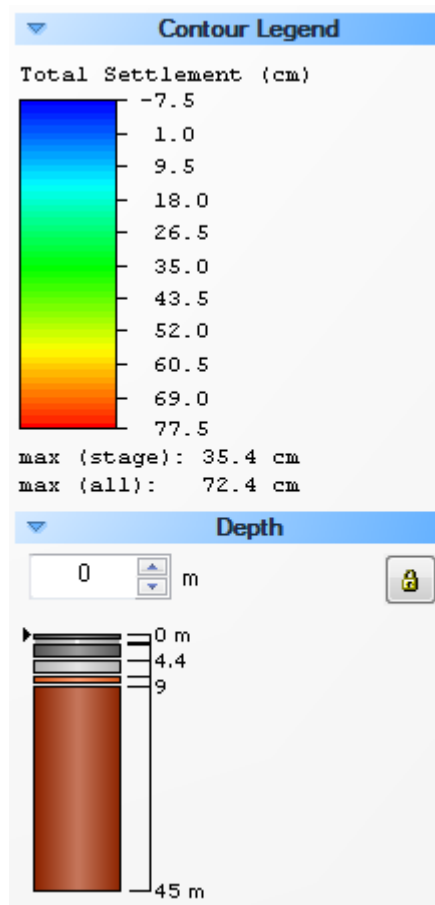 Contour Legend
Total Settlement (cm)
-7.5
1.0
9.5
18.0
26.5
35.0
43.5
52.0
60.5
69.0
77.5
max (stage): 35.4 cm
max (all): 72.4 cm
Depth
0 m
0 m
4.4
9
45 m